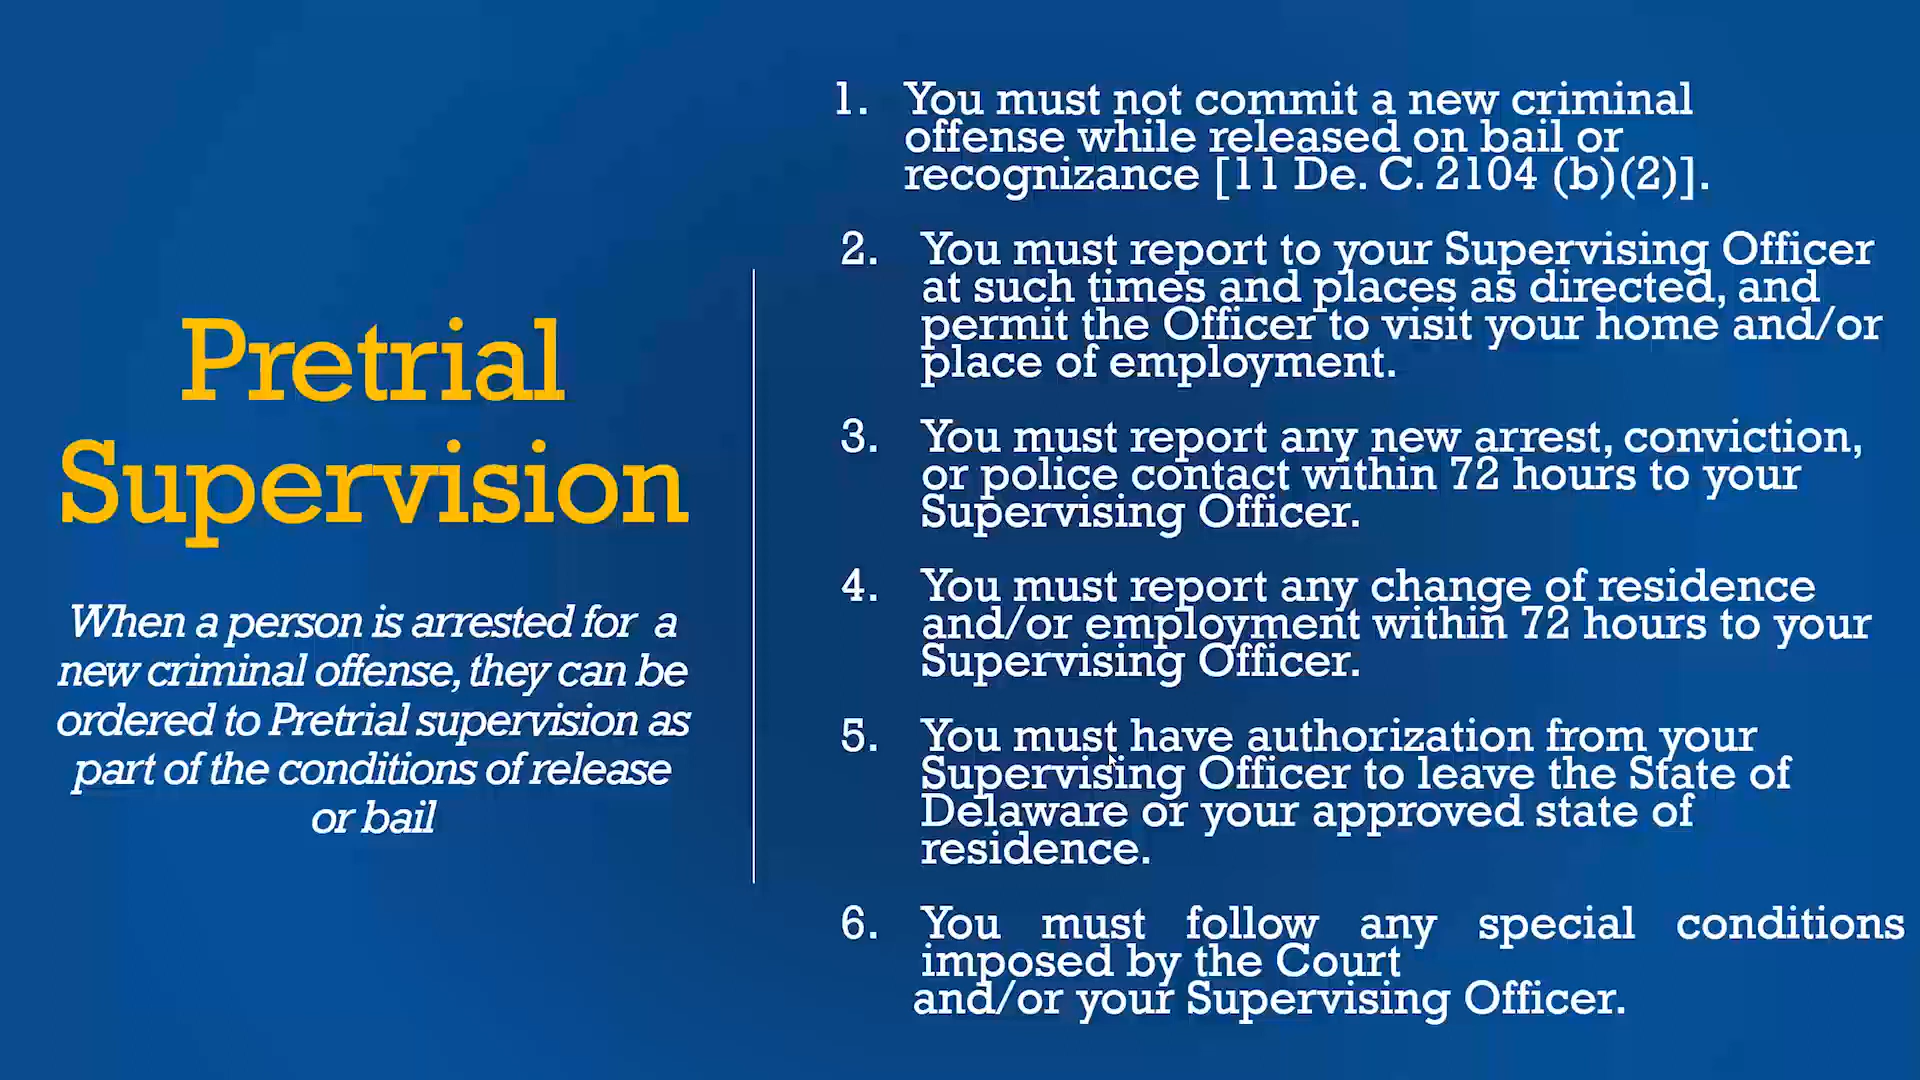 Pretrial
Supervision
When a person is arrested for a
new criminal offense, they can be
ordered to Pretrial supervision as
part of the conditions of release
or bail
1. You must not commit a new criminal
offense while released on bail or
recognizance [11 De. C. 2104 (b)(2)].
2. You must report to your Supervising Officer
at such times and places as directed, and
permit the Officer to visit your home and/or
place of employment.
3. You must report any new arrest, conviction,
or police contact within 72 hours to your
Supervising Officer.
4. You must report any change of residence
and/or employment within 72 hours to your
Supervising Officer.
5. You must have authorization from your
Supervising Officer to leave the State of
Delaware or your approved state of
residence.
6. You must follow any special conditions
imposed by the Court
and/or your Supervising Officer.